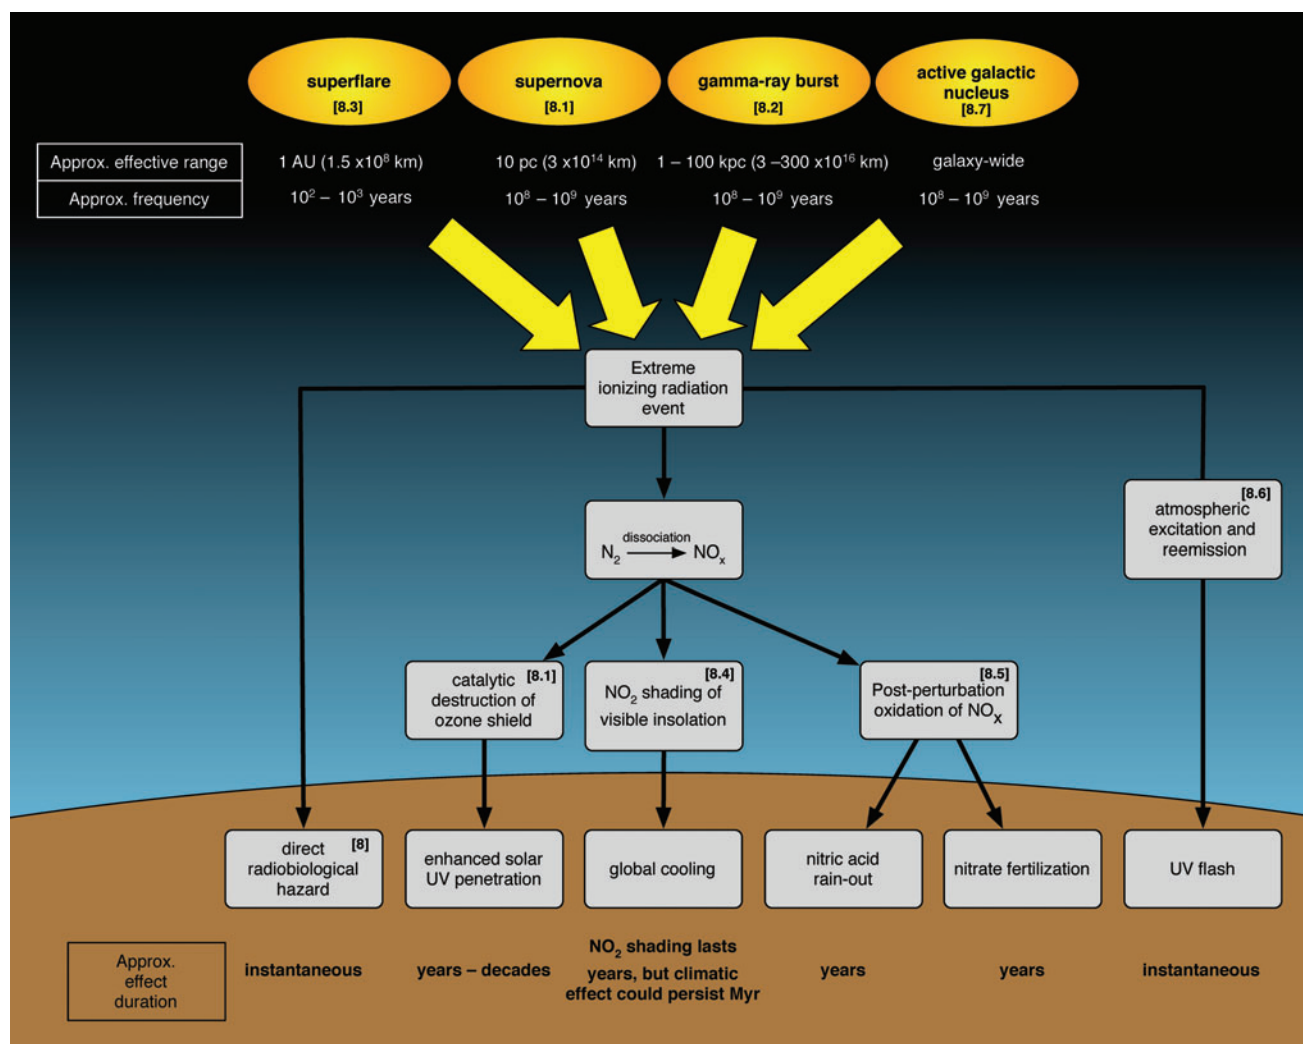 superflare
[8.3]
supernova
[8.1]
gamma-ray burst
[8.2]
active galactic
nucleus
[8.7]
Approx. effective range
1 AU (1.5 x10⁸ km)
10 pc (3 x10¹⁴ km)
1 – 100 kpc (3 –300 x10¹⁶ km)
galaxy-wide
Approx. frequency
10² – 10³ years
10⁸ – 10⁹ years
10⁸ – 10⁹ years
10⁸ – 10⁹ years
Extreme
ionizing radiation
event
[8.6]
atmospheric
excitation and
reemission
dissociation
N₂ NOₓ
[8.1]
catalytic
destruction of
ozone shield
[8.4]
NO₂ shading of
visible insolation
[8.5]
Post-perturbation
oxidation of NOₓ
[8]
direct
radiobiological
hazard
enhanced solar
UV penetration
global cooling
nitric acid
rain-out
nitrate fertilization
UV flash
Approx.
effect
duration
instantaneous
years – decades
NO₂ shading lasts
years, but climatic
effect could persist Myr
years
years
instantaneous